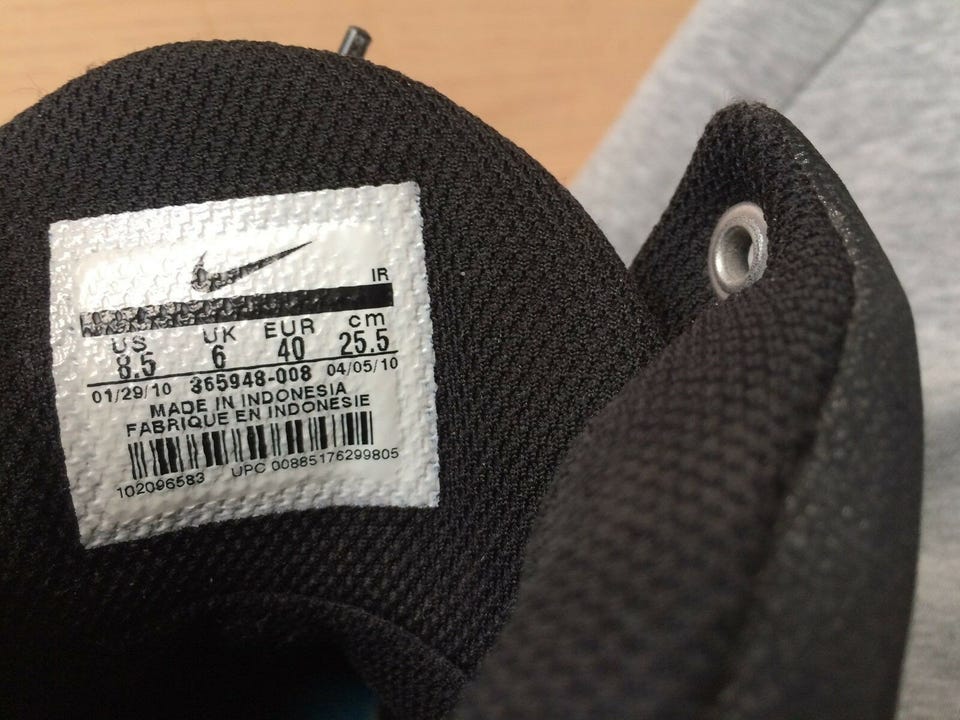 IR
US UK EUR cm
8.5 6 40 25.5
01/29/10 365948-008 04/05/10
MADE IN INDONESIA
FABRIQUE EN INDONESIE
102096583 UPC 00885176299805